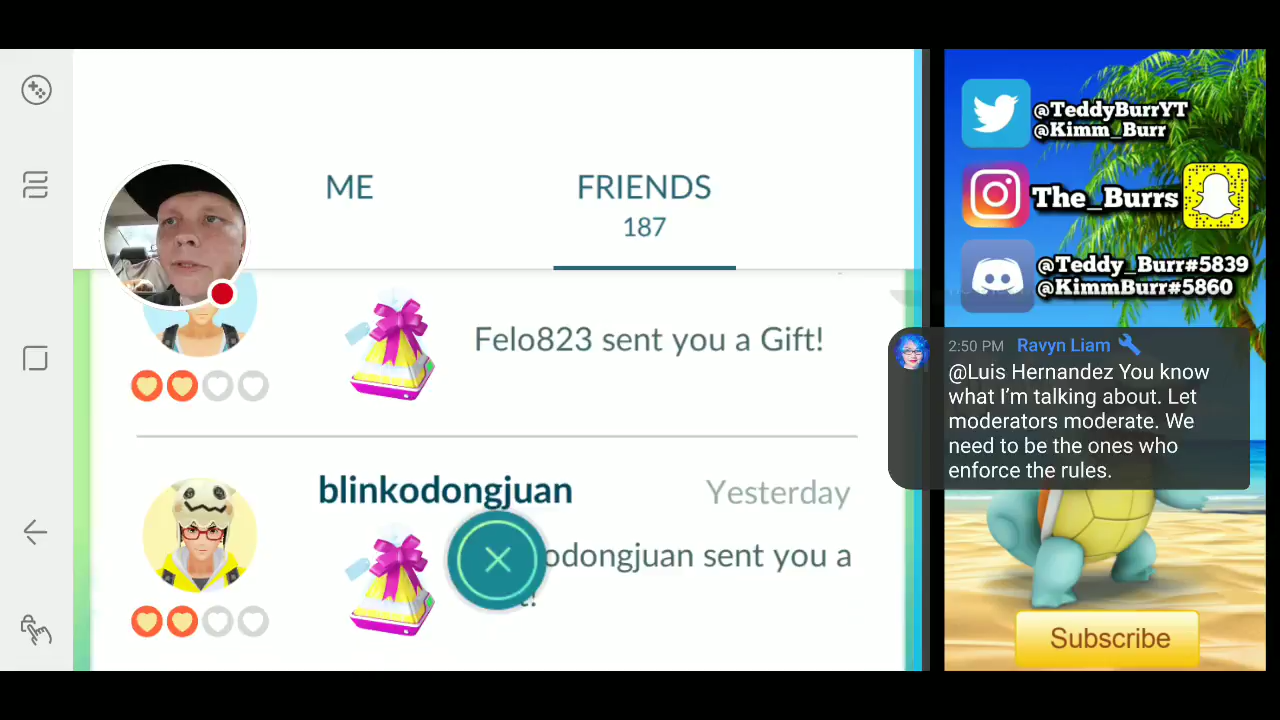 ME
FRIENDS
187
Felo823 sent you a Gift!
blinkodongjuan
Yesterday
odongjuan sent you a
t!
@TeddyBurrYT
@Kimm_Burr
The_Burrs
@Teddy_Burr#5839
@KimmBurr#5860
2:50 PM Ravyn Liam
@Luis Hernandez You know
what I’m talking about. Let
moderators moderate. We
need to be the ones who
enforce the rules.
Subscribe